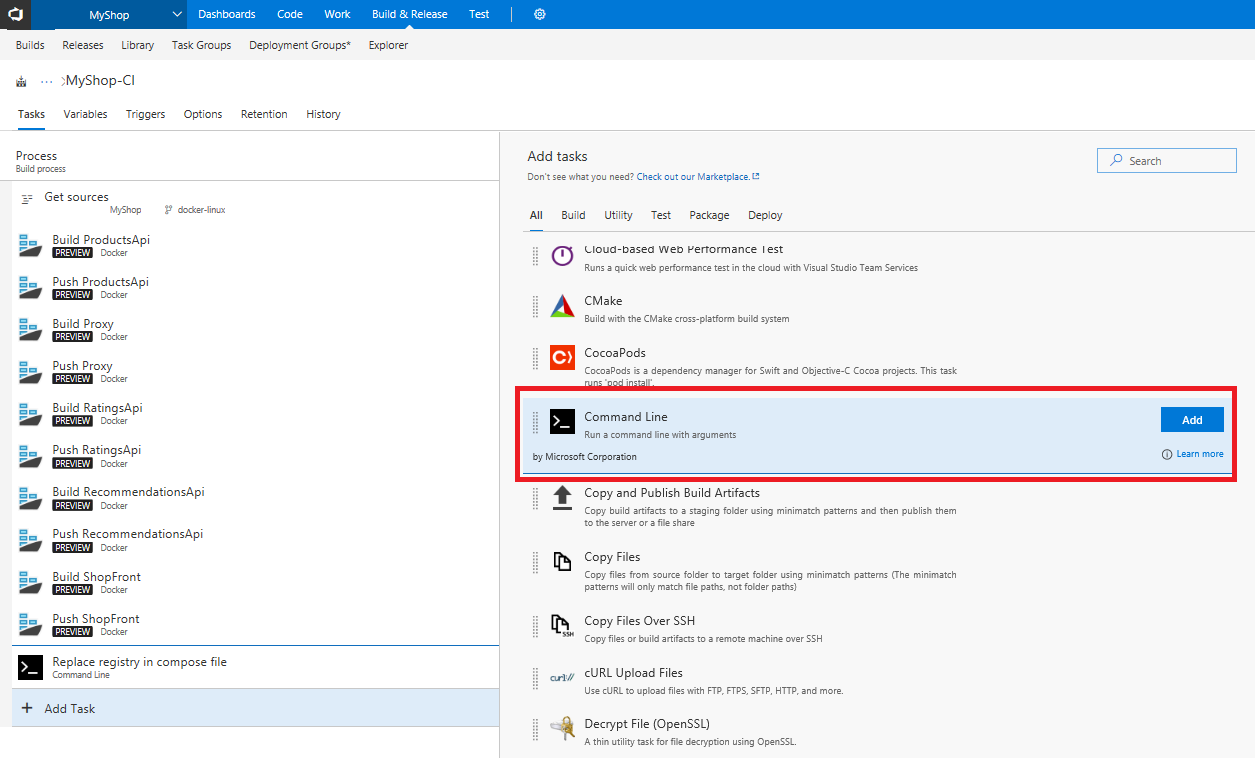 MyShop Dashboards Code Work Build & Release Test
Builds Releases Library Task Groups Deployment Groups* Explorer
... MyShop-CI
Tasks Variables Triggers Options Retention History
Process
Build process
Get sources
MyShop docker-linux
Build ProductsApi
PREVIEW Docker
Push ProductsApi
PREVIEW Docker
Build Proxy
PREVIEW Docker
Push Proxy
PREVIEW Docker
Build RatingsApi
PREVIEW Docker
Push RatingsApi
PREVIEW Docker
Build RecommendationsApi
PREVIEW Docker
Push RecommendationsApi
PREVIEW Docker
Build ShopFront
PREVIEW Docker
Push ShopFront
PREVIEW Docker
Replace registry in compose file
Command Line
+ Add Task
Add tasks
Search
Don't see what you need? Check out our Marketplace.
All Build Utility Test Package Deploy
Cloud-based Web Performance Test
Runs a quick web performance test in the cloud with Visual Studio Team Services
CMake
Build with the CMake cross-platform build system
CocoaPods
CocoaPods is a dependency manager for Swift and Objective-C Cocoa projects. This task
runs 'pod install'.
Command Line
Run a command line with arguments
Add
by Microsoft Corporation
Learn more
Copy and Publish Build Artifacts
Copy build artifacts to a staging folder using minimatch patterns and then publish them
to the server or a file share
Copy Files
Copy files from source folder to target folder using minimatch patterns (The minimatch
patterns will only match file paths, not folder paths)
SSH
Copy Files Over SSH
Copy files or build artifacts to a remote machine over SSH
curl://
cURL Upload Files
Use cURL to upload files with FTP, FTPS, SFTP, HTTP, and more.
Decrypt File (OpenSSL)
A thin utility task for file decryption using OpenSSL.